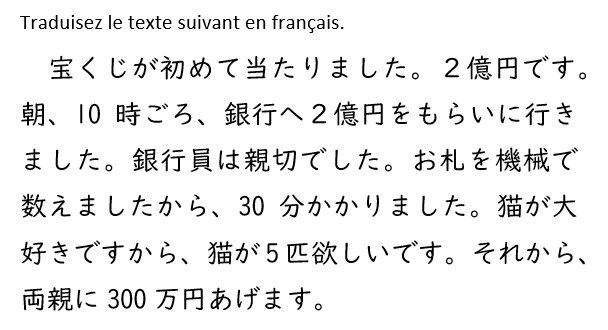 Traduisez le texte suivant en français.
宝くじが初めて当たりました。２億円です。
朝、10 時ごろ、銀行へ２億円をもらいに行き
ました。銀行員は親切でした。お札を機械で
数えましたから、30 分かかりました。猫が大
好きですから、猫が５匹欲しいです。それから、
両親に 300 万円あげます。